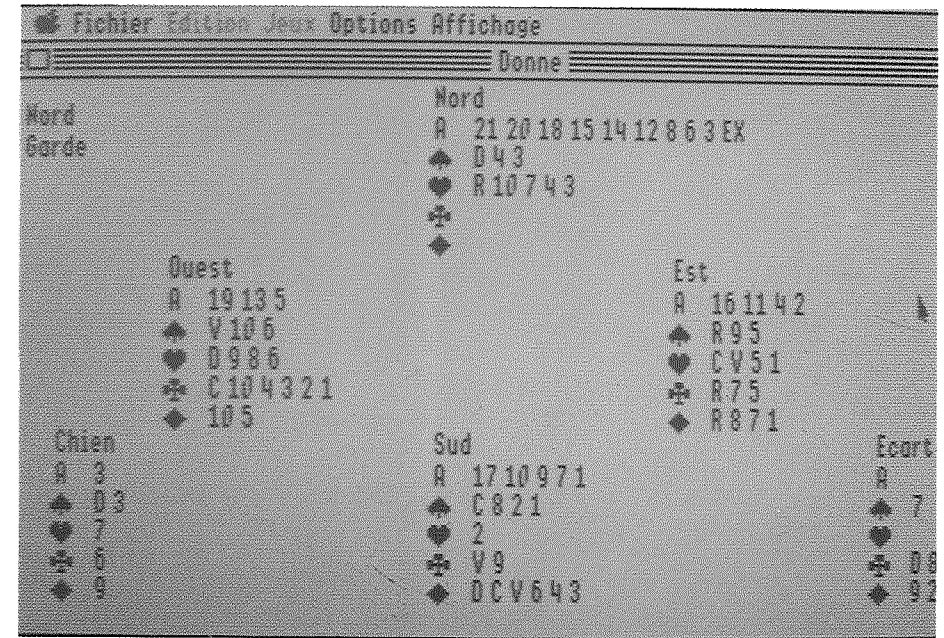 Fichier Edition Jeux Options Affichage
Donne
Nord
Garde
Nord
A 21 20 18 15 14 12 8 6 3 EX
♠ D 4 3
♥ R 10 7 4 3
♣
♦
Ouest
A 19 13 5
♠ V 10 6
♥ D 9 8 6
♣ C 10 4 3 2 1
♦ 10 5
Est
A 16 11 4 2
♠ R 9 5
♥ C V 5 1
♣ R 7 5
♦ R 8 7 1
Chien
A 3
♠ D 3
♥ 7
♣ 6
♦ 9
Sud
A 17 10 9 7 1
♠ C 8 2 1
♥ 2
♣ V 9
♦ D C V 6 4 3
Ecart
A
♠ 7
♥
♣ D 8
♦ 9 2